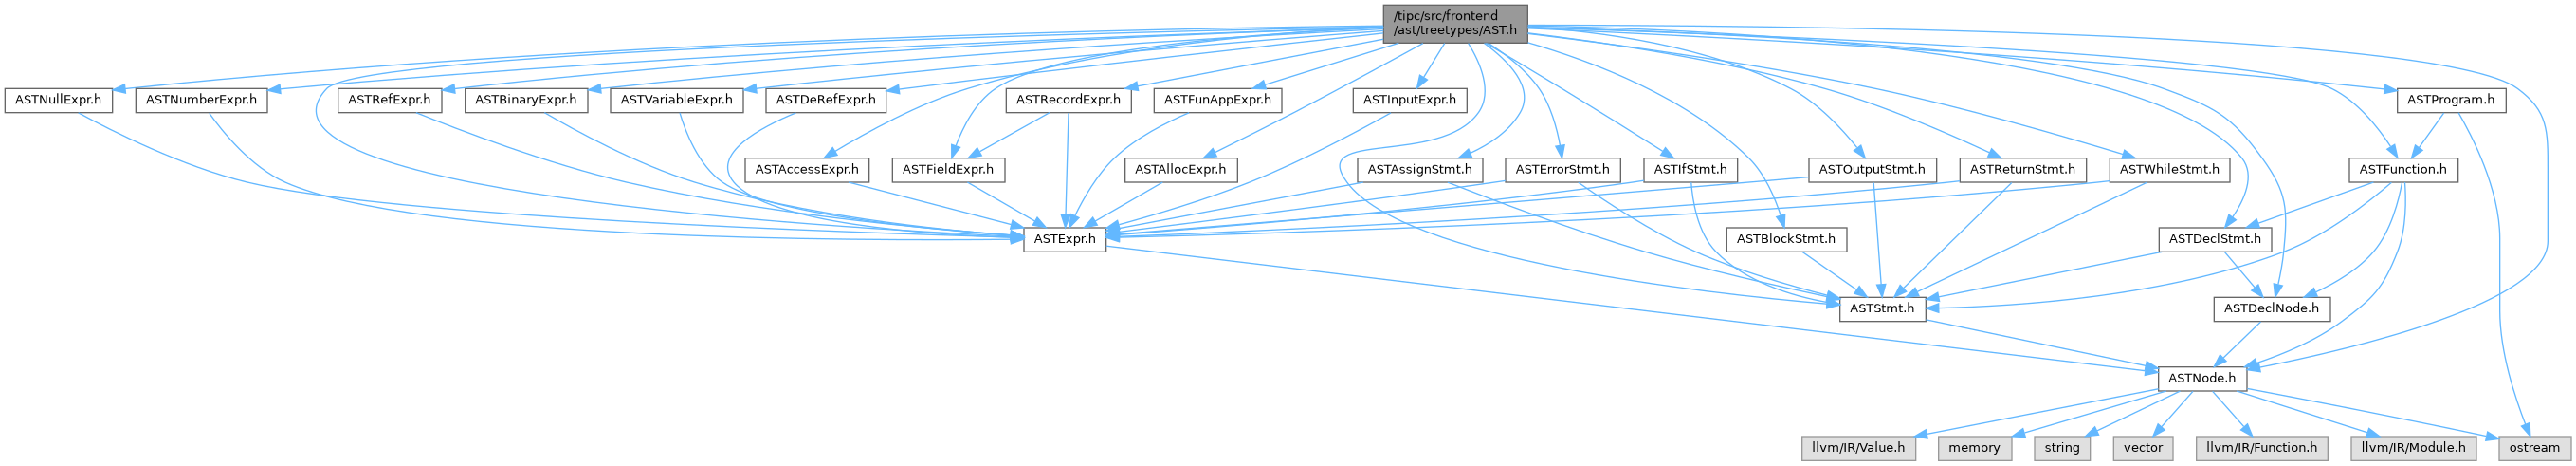 /tipc/src/frontend
/ast/treetypes/AST.h
ASTNullExpr.h
ASTNumberExpr.h
ASTRefExpr.h
ASTBinaryExpr.h
ASTVariableExpr.h
ASTDeRefExpr.h
ASTRecordExpr.h
ASTFunAppExpr.h
ASTInputExpr.h
ASTProgram.h
ASTAccessExpr.h
ASTFieldExpr.h
ASTAllocExpr.h
ASTAssignStmt.h
ASTErrorStmt.h
ASTIfStmt.h
ASTOutputStmt.h
ASTReturnStmt.h
ASTWhileStmt.h
ASTFunction.h
ASTExpr.h
ASTBlockStmt.h
ASTDeclStmt.h
ASTStmt.h
ASTDeclNode.h
ASTNode.h
llvm/IR/Value.h
memory
string
vector
llvm/IR/Function.h
llvm/IR/Module.h
ostream